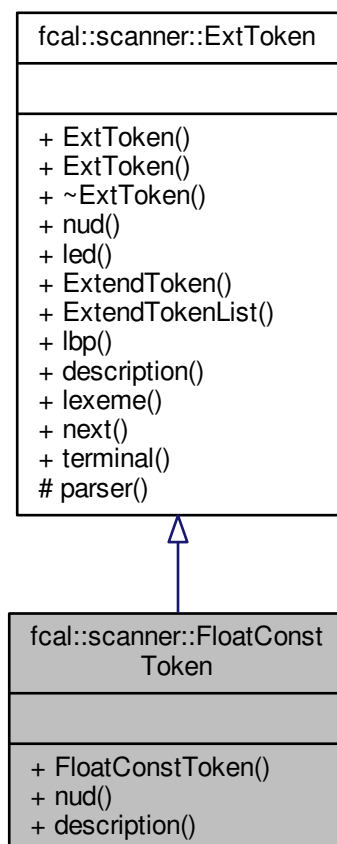 fcal::scanner::ExtToken
+ ExtToken()
+ ExtToken()
+ ~ExtToken()
+ nud()
+ led()
+ ExtendToken()
+ ExtendTokenList()
+ lbp()
+ description()
+ lexeme()
+ next()
+ terminal()
# parser()
fcal::scanner::FloatConst
Token
+ FloatConstToken()
+ nud()
+ description()